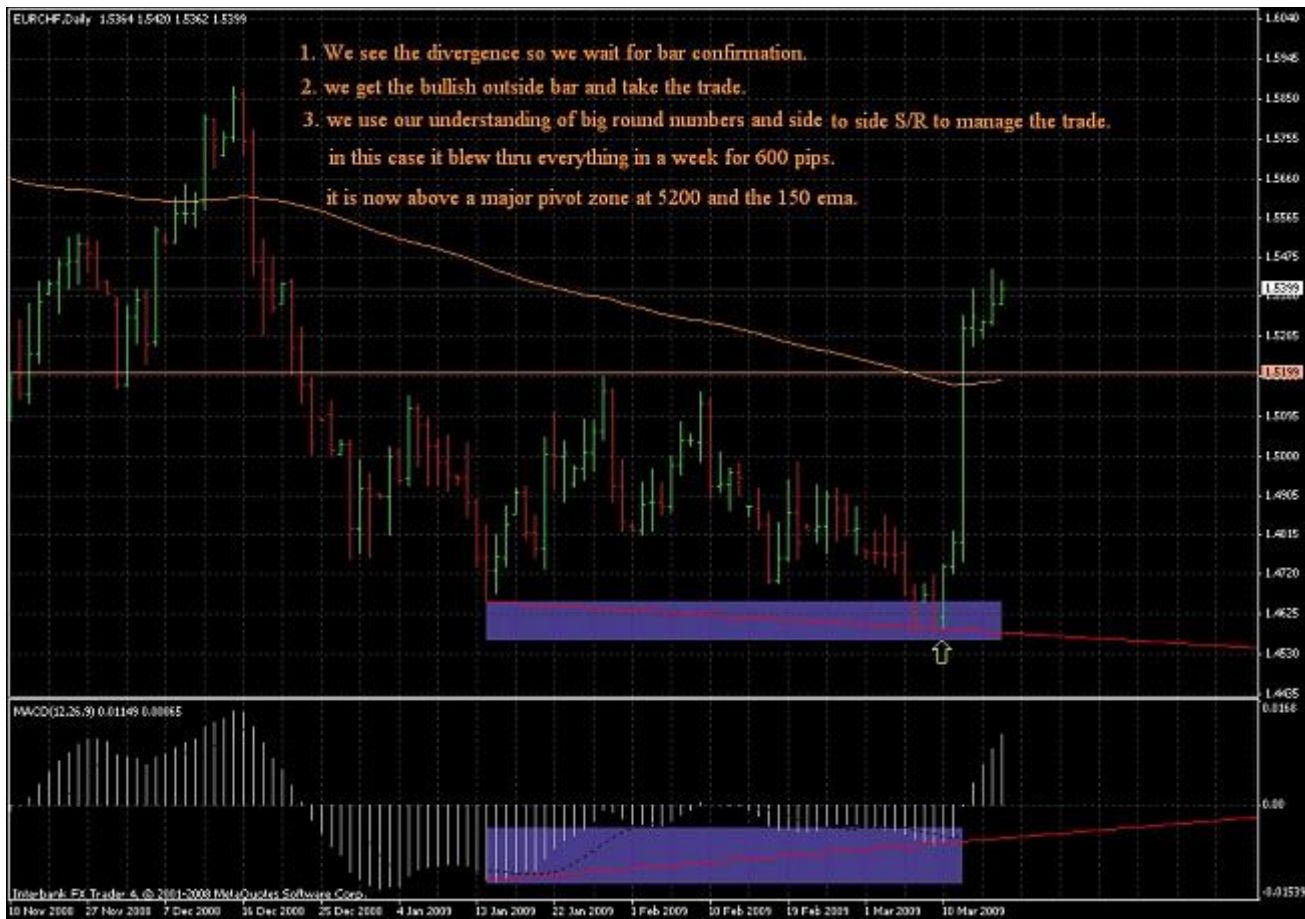 EURCHF,Daily 1.5364 1.5420 1.5362 1.5399
1. We see the divergence so we wait for bar confirmation.
2. we get the bullish outside bar and take the trade.
3. we use our understanding of big round numbers and side to side S/R to manage the trade.
in this case it blew thru everything in a week for 600 pips.
it is now above a major pivot zone at 5200 and the 150 ema.
1.6040
1.5945
1.5850
1.5755
1.5660
1.5565
1.5475
1.5399
1.5285
1.5199
1.5095
1.5000
1.4905
1.4815
1.4720
1.4625
1.4530
1.4435
MACD(12,26,9) 0.01149 0.00065
0.0168
0.00
-0.01539
Interbank FX Trader 4, © 2001-2008 MetaQuotes Software Corp.
18 Nov 2008 27 Nov 2008 7 Dec 2008 16 Dec 2008 25 Dec 2008 4 Jan 2009 13 Jan 2009 22 Jan 2009 1 Feb 2009 10 Feb 2009 19 Feb 2009 1 Mar 2009 10 Mar 2009